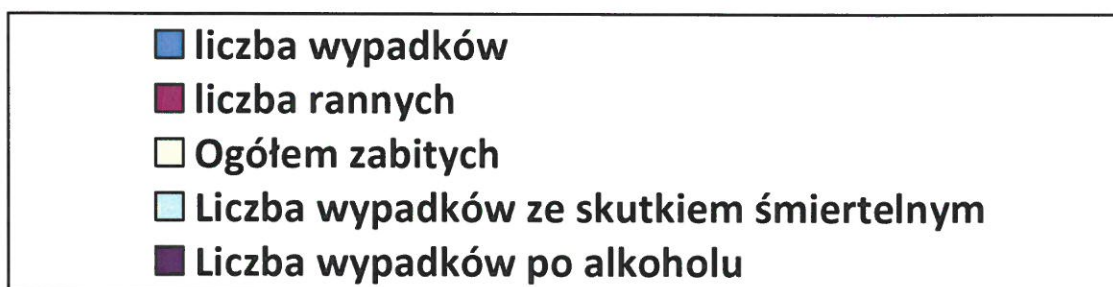 liczba wypadków
liczba rannych
Ogółem zabitych
Liczba wypadków ze skutkiem śmiertelnym
Liczba wypadków po alkoholu